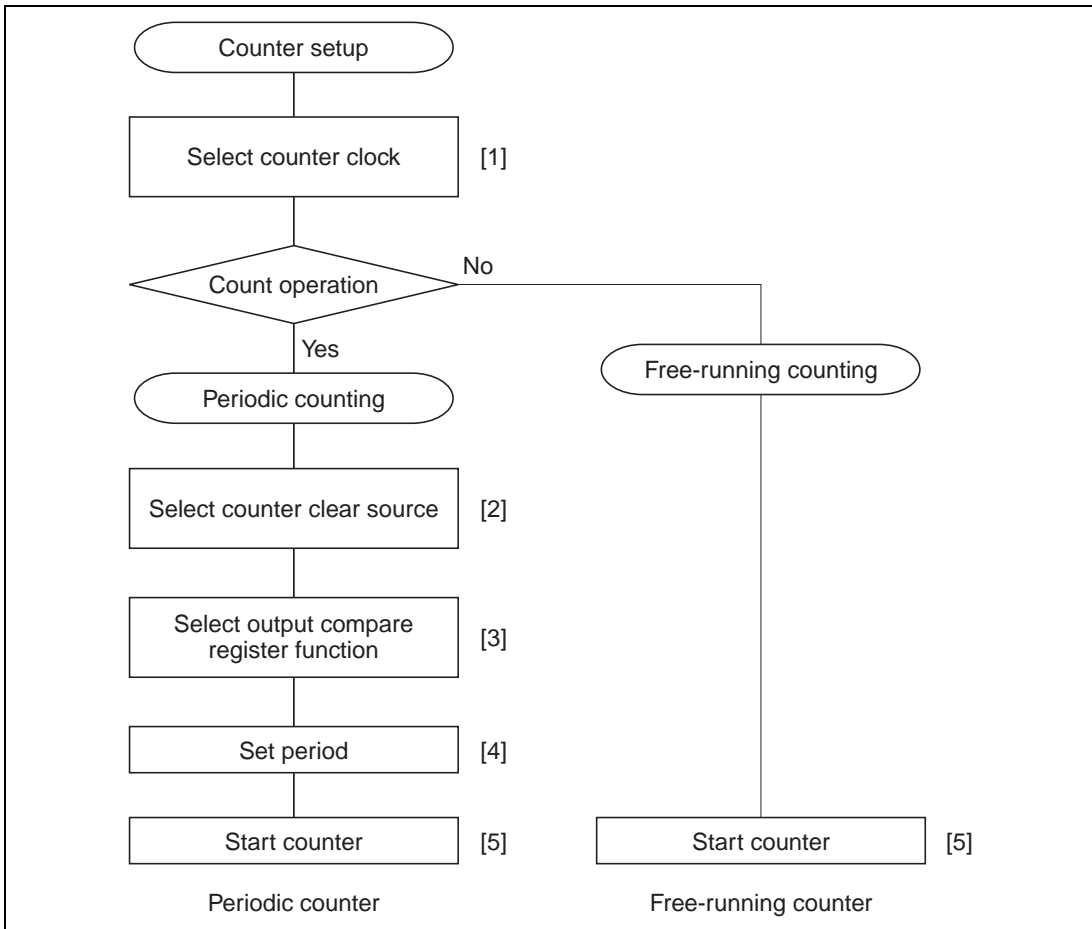 Counter setup
Select counter clock
[1]
Count operation
No
Yes
Periodic counting
Free-running counting
Select counter clear source
[2]
Select output compare
register function
[3]
Set period
[4]
Start counter
[5]
Start counter
[5]
Periodic counter
Free-running counter